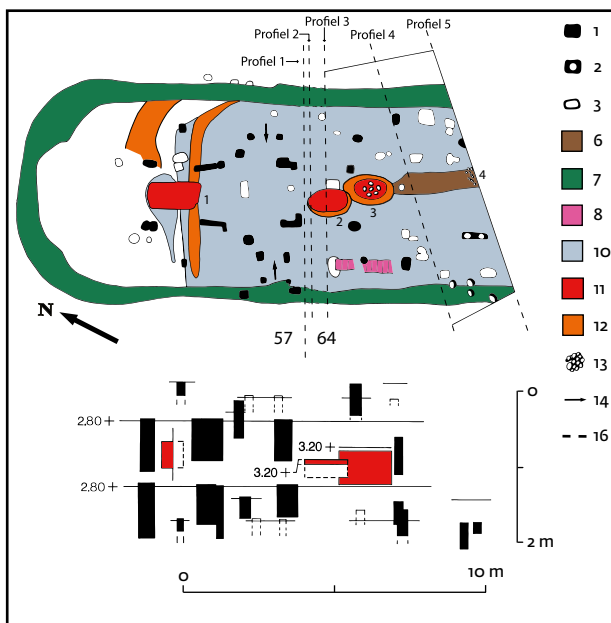 Profiel 3
Profiel 2
Profiel 5
Profiel 4
Profiel 1
1
2
3
6
7
8
10
11
12
13
14
16
1
2
3
4
N
57 64
0
2.80 +
3.20 +
3.20 +
2.80 +
2 m
0 10 m